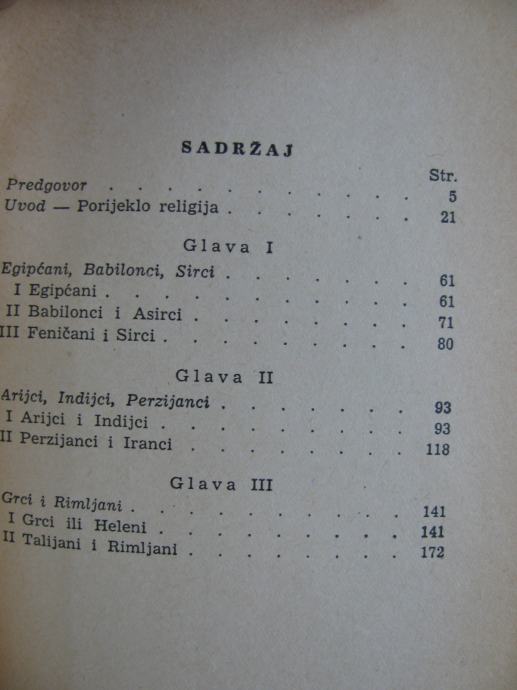 SADRŽAJ
Str.
Predgovor . . . . . . . . . . . 5
Uvod — Porijeklo religija . . . . . . . 21
Glava I
Egipćani, Babilonci, Sirci . . . . . . . 61
I Egipćani . . . . . . . . . . . 61
II Babilonci i Asirci . . . . . . . . 71
III Feničani i Sirci . . . . . . . . . 80
Glava II
Arijci, Indijci, Perzijanci . . . . . . . 93
I Arijci i Indijci . . . . . . . . . 93
II Perzijanci i Iranci . . . . . . . . 118
Glava III
Grci i Rimljani . . . . . . . . . . 141
I Grci ili Heleni . . . . . . . . . 141
II Talijani i Rimljani . . . . . . . . 172